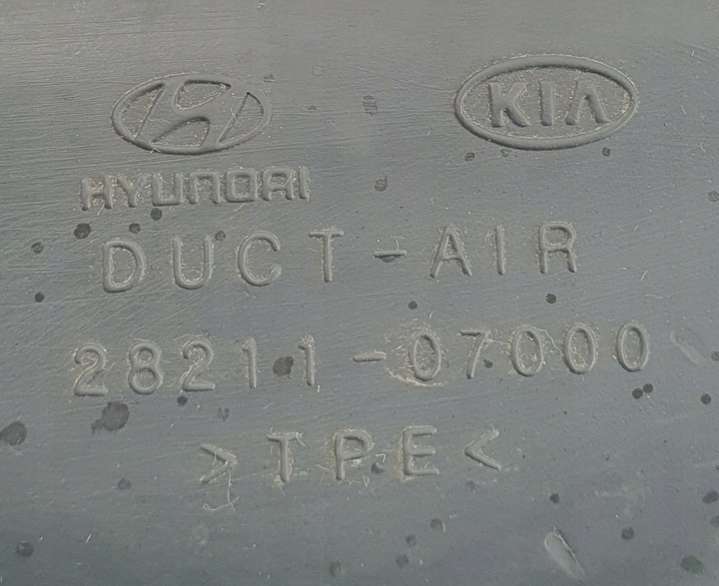 KIA
HYUNDAI
DUCT-AIR
28211-07000
>TPE<